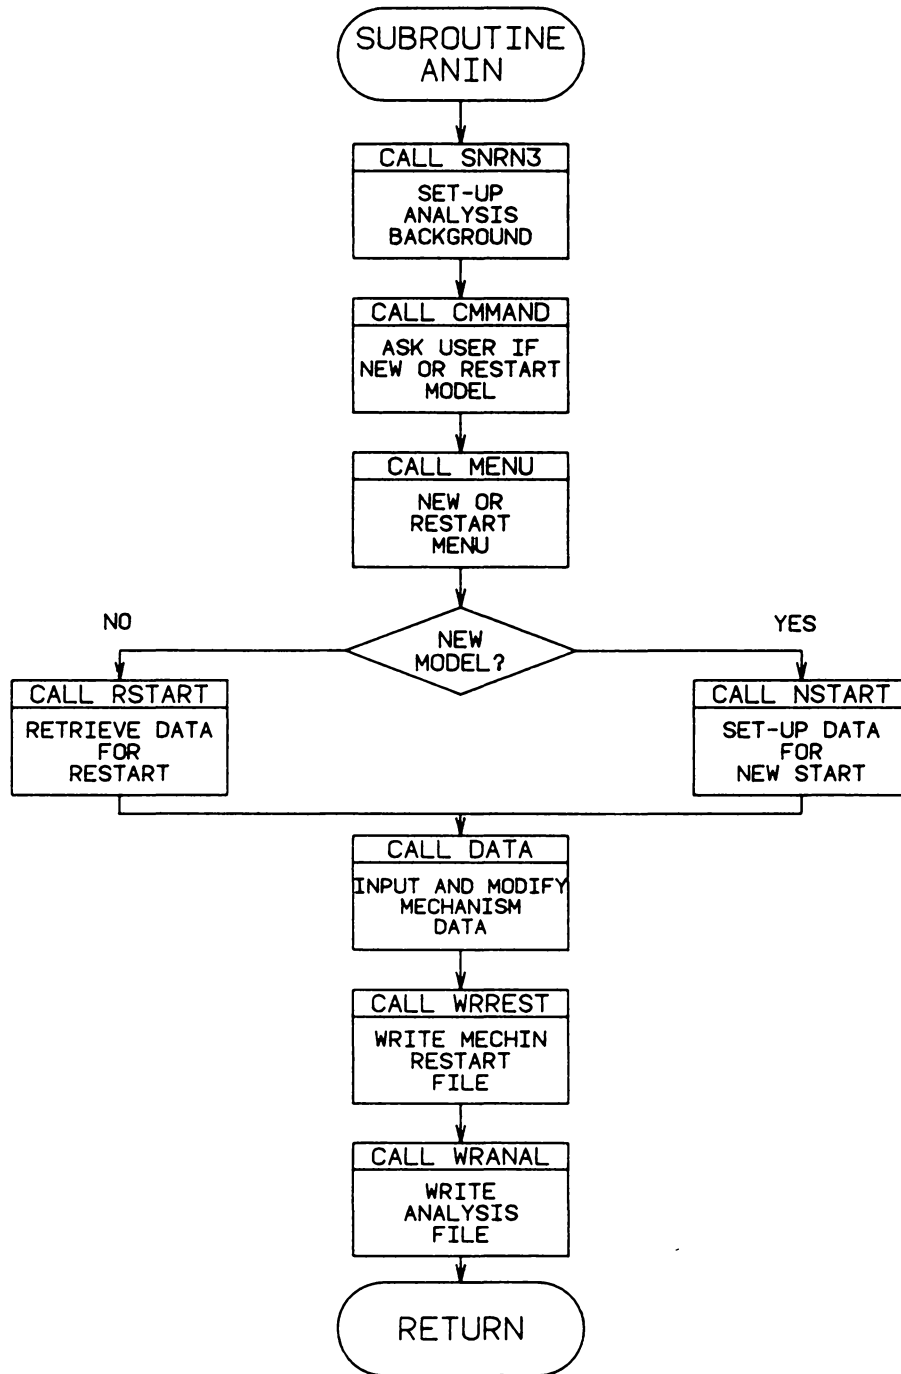 SUBROUTINE
ANIN
CALL SNRN3
SET-UP
ANALYSIS
BACKGROUND
CALL CMMAND
ASK USER IF
NEW OR RESTART
MODEL
CALL MENU
NEW OR
RESTART
MENU
NO
NEW
MODEL?
YES
CALL RSTART
RETRIEVE DATA
FOR
RESTART
CALL NSTART
SET-UP DATA
FOR
NEW START
CALL DATA
INPUT AND MODIFY
MECHANISM
DATA
CALL WRREST
WRITE MECHIN
RESTART
FILE
CALL WRANAL
WRITE
ANALYSIS
FILE
RETURN